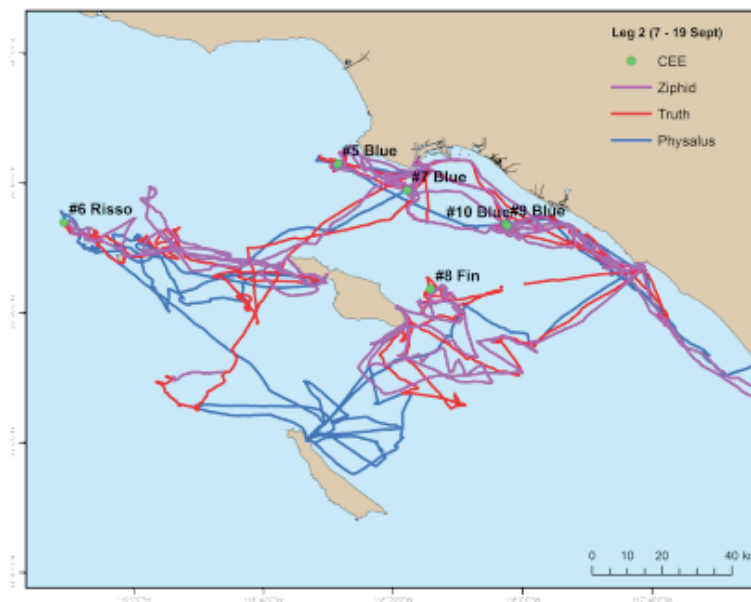 Leg 2 (7 - 19 Sept)
CEE
Ziphid
Truth
Physalus
#5 Blue
#7 Blue
#6 Risso
#10 Blue #9 Blue
#8 Fin
0 10 20 40